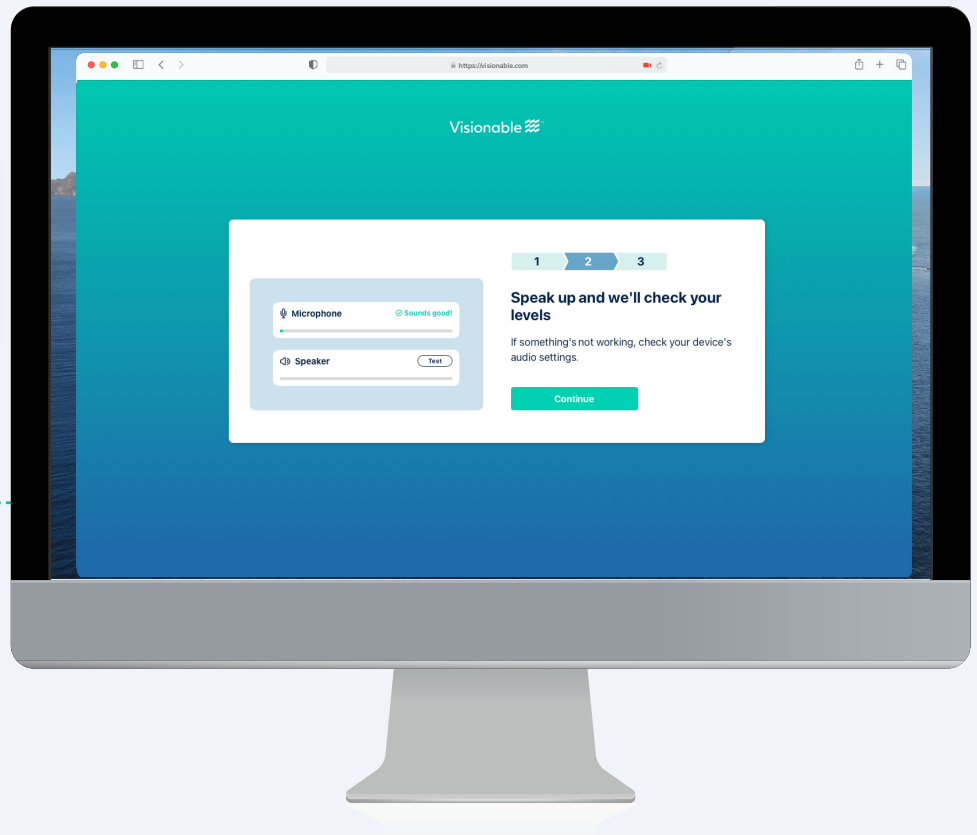 https://visionable.com
Visionable
1 2 3
Speak up and we'll check your
levels
If something's not working, check your device's
audio settings.
Continue
Microphone
Sounds good!
Speaker
Test